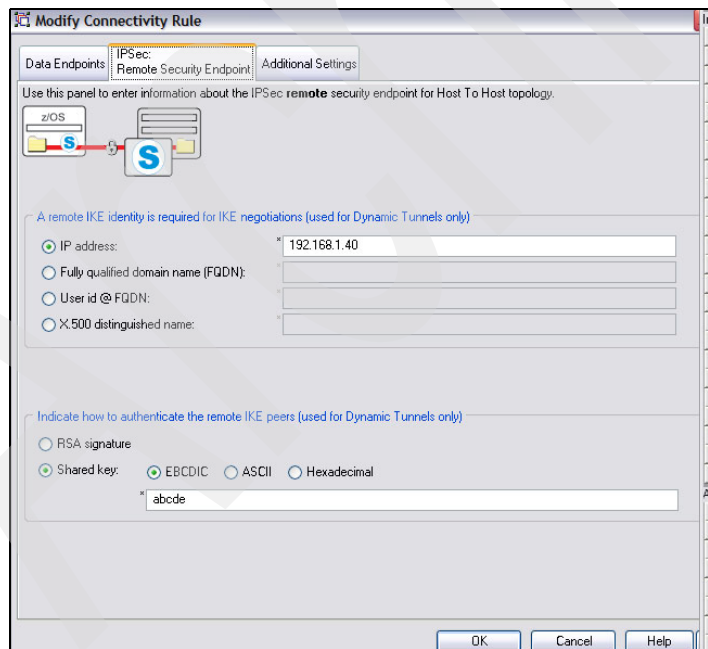 Modify Connectivity Rule
Data Endpoints
IPSec:
Remote Security Endpoint
Additional Settings
Use this panel to enter information about the IPSec remote security endpoint for Host To Host topology.
z/OS
S
S
A remote IKE identity is required for IKE negotiations (used for Dynamic Tunnels only)
IP address:
* 192.168.1.40
Fully qualified domain name (FQDN):
*
User id @ FQDN:
*
X.500 distinguished name:
*
Indicate how to authenticate the remote IKE peers (used for Dynamic Tunnels only)
RSA signature
Shared key: EBCDIC ASCII Hexadecimal
* abcde
OK Cancel Help